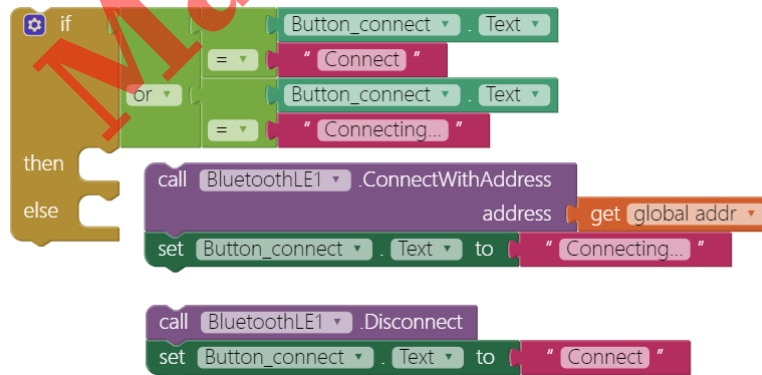 if Button_connect . Text
= " Connect "
or Button_connect . Text
= " Connecting... "
then
call BluetoothLE1 .ConnectWithAddress
else
address get global addr
set Button_connect . Text to " Connecting... "
call BluetoothLE1 .Disconnect
set Button_connect . Text to " Connect "